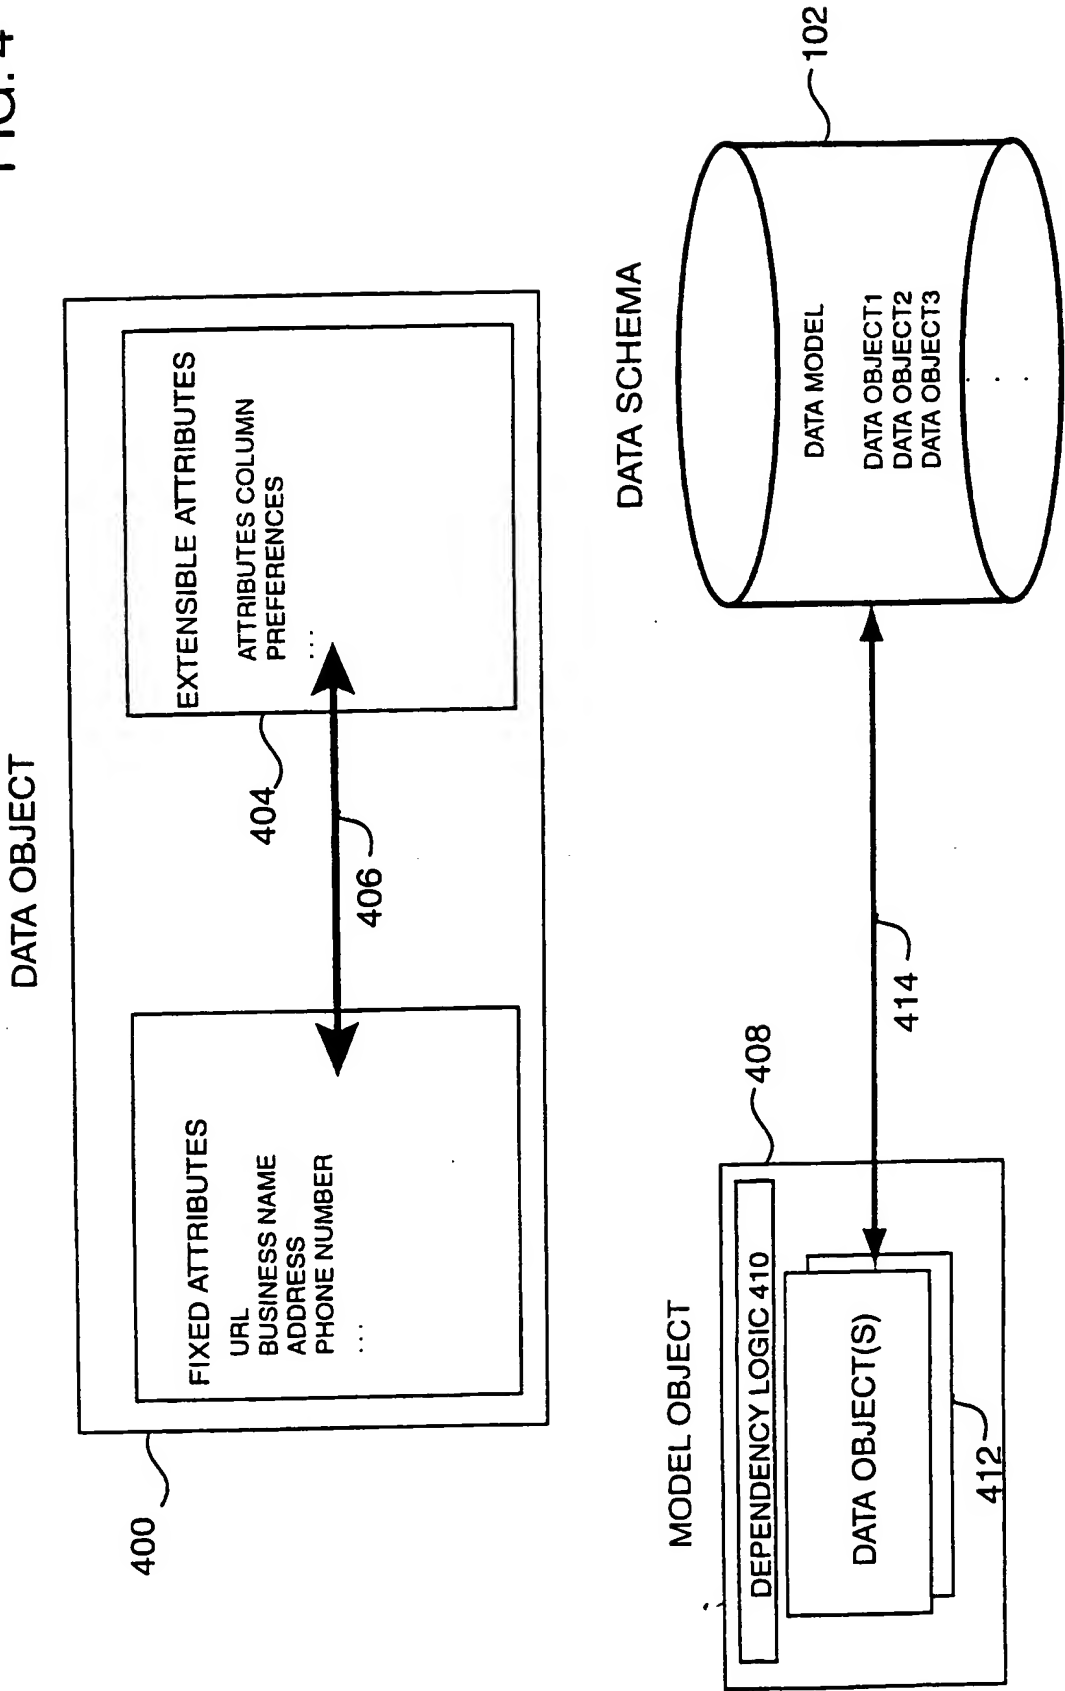 FIG. 4
DATA OBJECT
400
FIXED ATTRIBUTES
URL
BUSINESS NAME
ADDRESS
PHONE NUMBER
...
406
404
EXTENSIBLE ATTRIBUTES
ATTRIBUTES COLUMN
PREFERENCES
...
MODEL OBJECT
408
DEPENDENCY LOGIC 410
DATA OBJECT(S)
412
414
DATA SCHEMA
102
DATA MODEL
DATA OBJECT1
DATA OBJECT2
DATA OBJECT3
. . .